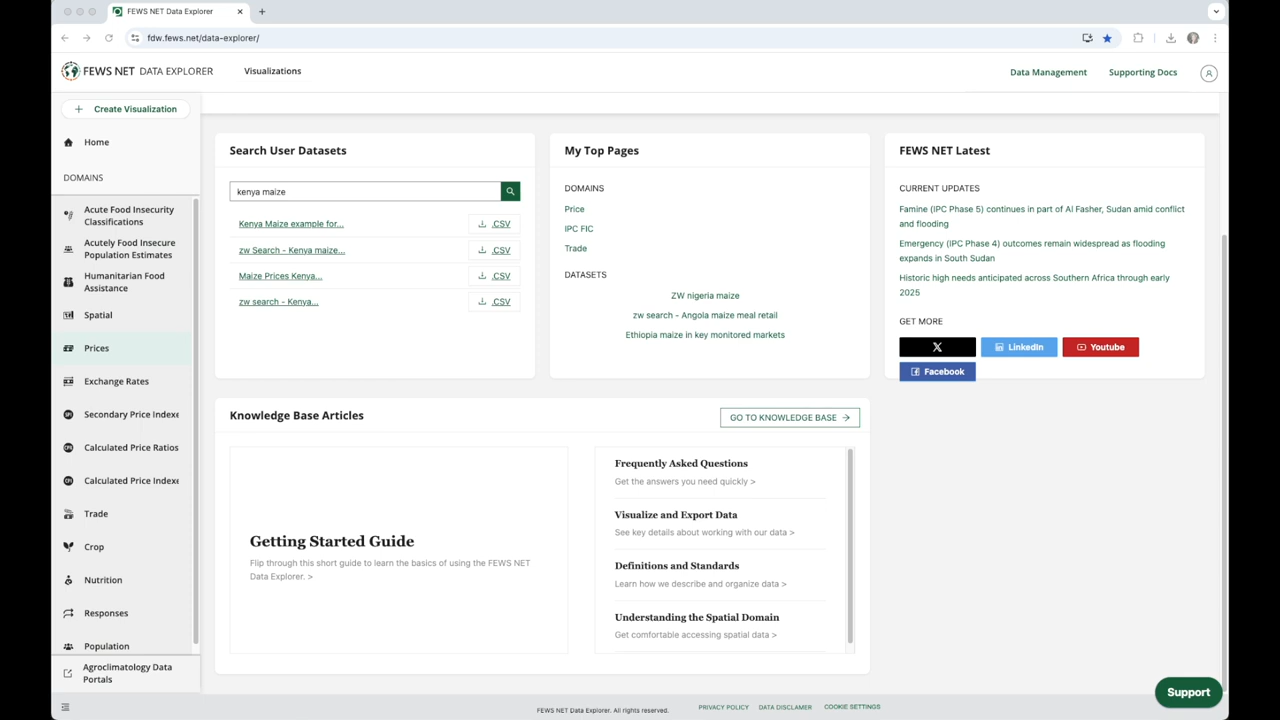 FEWS NET Data Explorer
fdw.fews.net/data-explorer/
FEWS NET DATA EXPLORER
Visualizations
Data Management
Supporting Docs
Create Visualization
Home
DOMAINS
Acute Food Insecurity
Classifications
Acutely Food Insecure
Population Estimates
Humanitarian Food
Assistance
Spatial
Prices
Exchange Rates
Secondary Price Indexe
Calculated Price Ratios
Calculated Price Indexe
Trade
Crop
Nutrition
Responses
Population
Agroclimatology Data
Portals
Search User Datasets
kenya maize
Kenya Maize example for... .CSV
zw Search - Kenya maize... .CSV
Maize Prices Kenya... .CSV
zw search - Kenya... .CSV
My Top Pages
DOMAINS
Price
IPC FIC
Trade
DATASETS
ZW nigeria maize
zw search - Angola maize meal retail
Ethiopia maize in key monitored markets
FEWS NET Latest
CURRENT UPDATES
Famine (IPC Phase 5) continues in part of Al Fasher, Sudan amid conflict
and flooding
Emergency (IPC Phase 4) outcomes remain widespread as flooding
expands in South Sudan
Historic high needs anticipated across Southern Africa through early
2025
GET MORE
X
LinkedIn
Youtube
Facebook
Knowledge Base Articles
GO TO KNOWLEDGE BASE
Getting Started Guide
Flip through this short guide to learn the basics of using the FEWS NET
Data Explorer. >
Frequently Asked Questions
Get the answers you need quickly >
Visualize and Export Data
See key details about working with our data >
Definitions and Standards
Learn how we describe and organize data >
Understanding the Spatial Domain
Get comfortable accessing spatial data >
Support
FEWS NET Data Explorer. All rights reserved.
PRIVACY POLICY
DATA DISCLAIMER
COOKIE SETTINGS